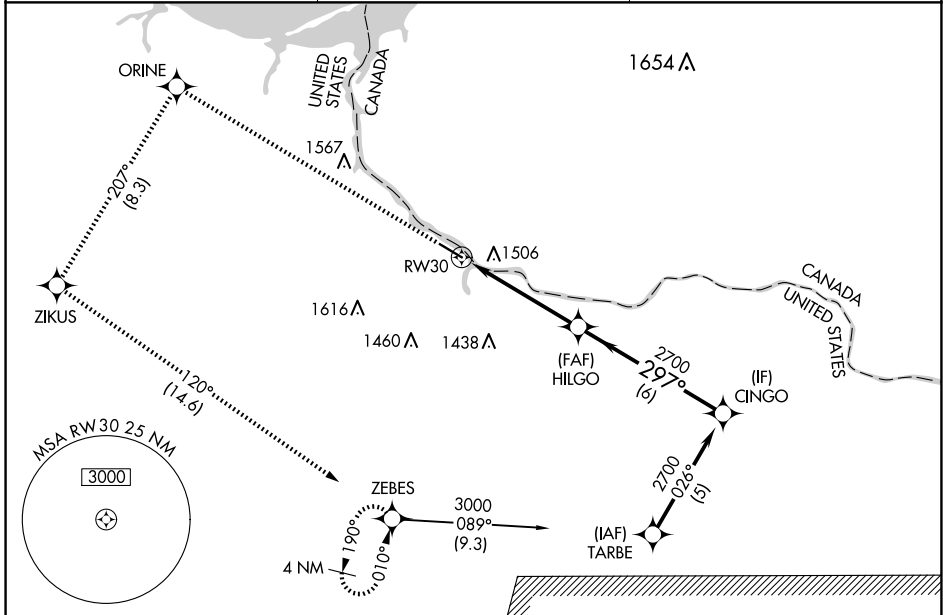 ORINE
UNITED
STATES
CANADA
1654
1567
207°
(8.3)
RW30
1506
ZIKUS
1616
1460
1438
CANADA
UNITED
STATES
(FAF)
HILGO
2700
297°
(6)
(IF)
CINGO
120°
(14.6)
MSA RW30 25 NM
3000
ZEBES
3000
089°
(9.3)
2700
026°
(5)
(IAF)
TARBE
190°
010°
4 NM